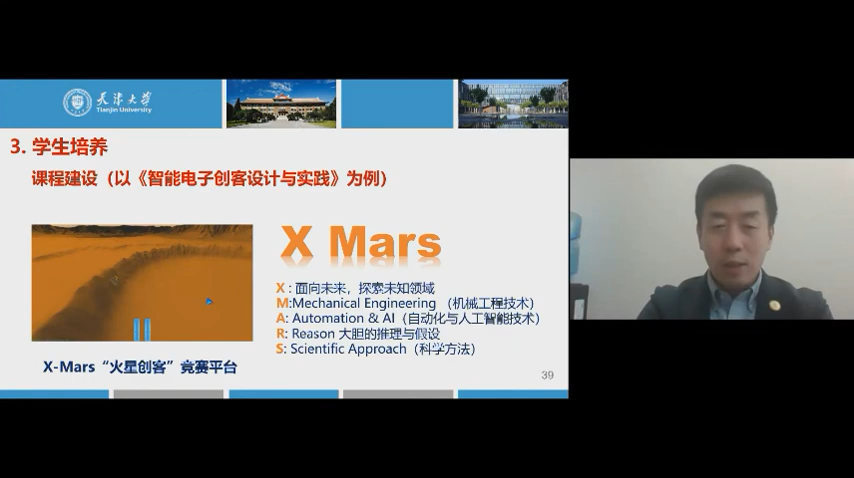 天津大学
Tianjin University
3. 学生培养
课程建设（以《智能电子创客设计与实践》为例）
X Mars
X : 面向未来，探索未知领域
M:Mechanical Engineering （机械工程技术）
A: Automation & AI（自动化与人工智能技术）
R: Reason 大胆的推理与假设
S: Scientific Approach（科学方法）
X-Mars“火星创客”竞赛平台
39